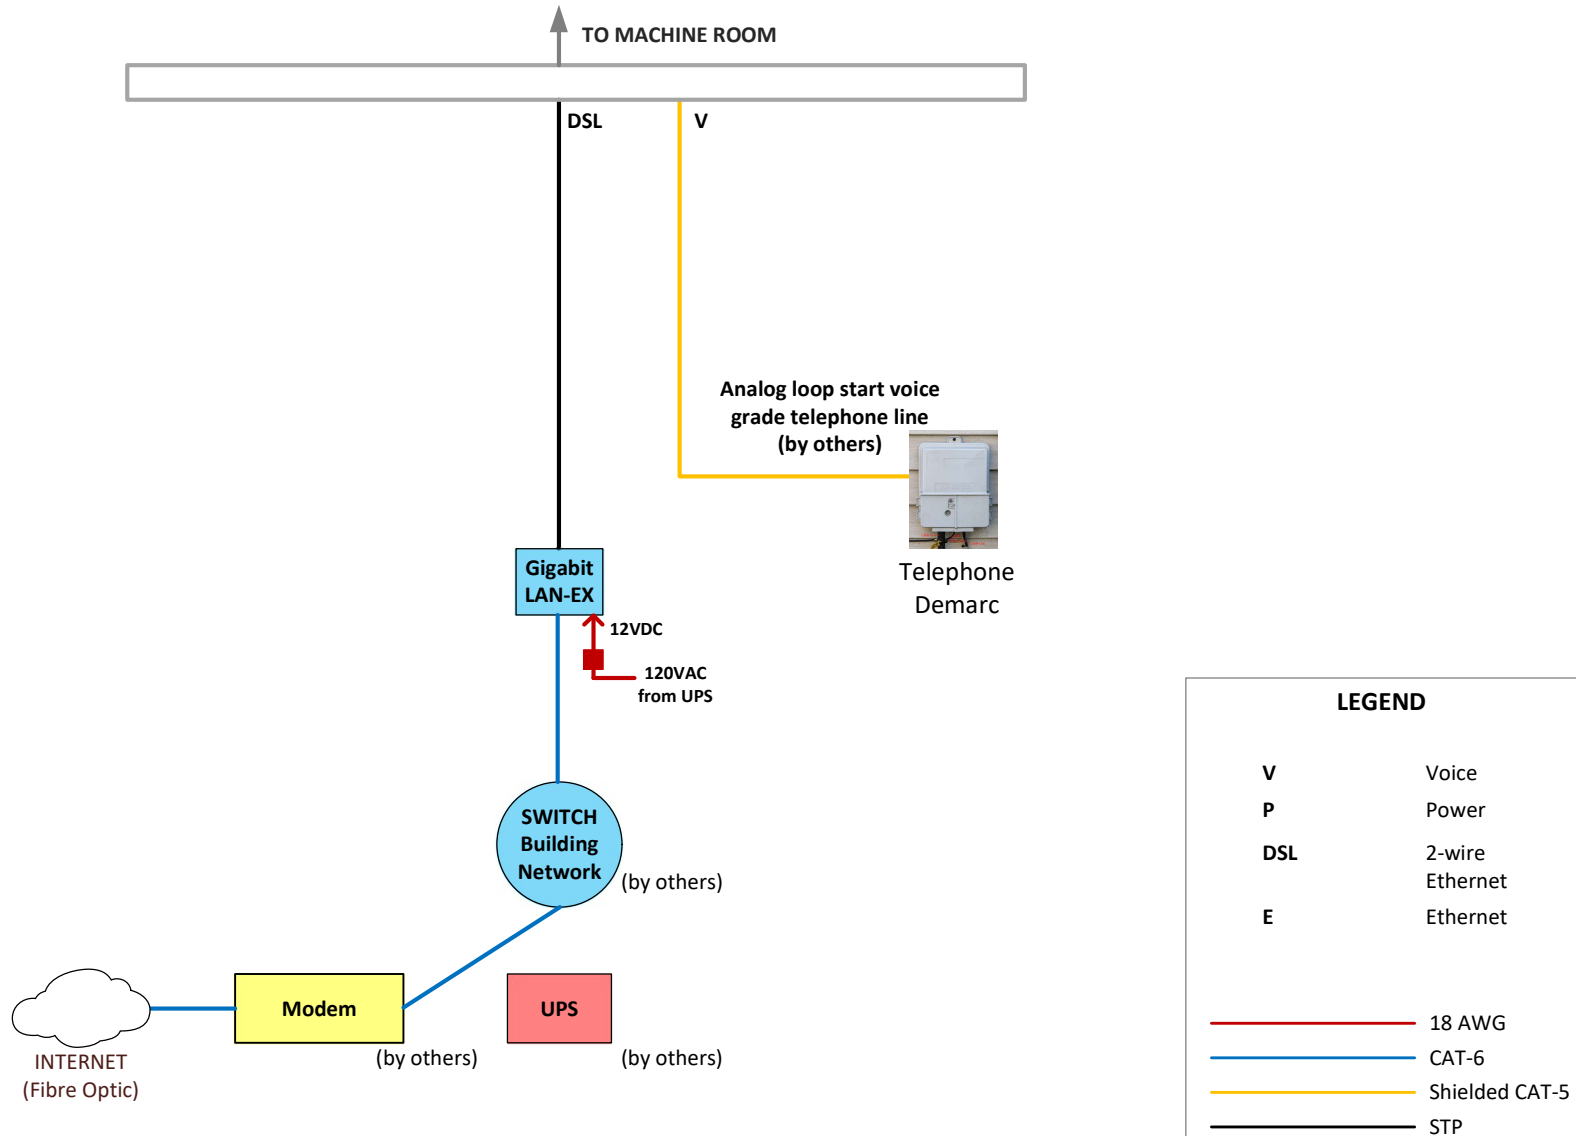 TO MACHINE ROOM
DSL
V
Analog loop start voice
grade telephone line
(by others)
Telephone
Demarc
Gigabit
LAN-EX
12VDC
120VAC
from UPS
SWITCH
Building
Network
(by others)
Modem
(by others)
UPS
(by others)
INTERNET
(Fibre Optic)
LEGEND
V Voice
P Power
DSL 2-wire
Ethernet
E Ethernet
18 AWG
CAT-6
Shielded CAT-5
STP